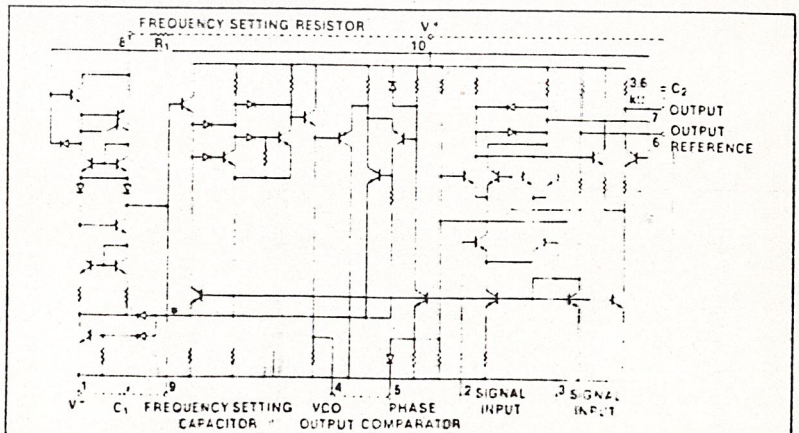 FREQUENCY SETTING RESISTOR V+
8 R1 10
3.6 C2
kΩ
OUTPUT
7
OUTPUT
6
REFERENCE
1 9 4 5 2 SIGNAL 3 SIGNAL
V- C1 FREQUENCY SETTING VCO PHASE INPUT INPUT
CAPACITOR OUTPUT COMPARATOR